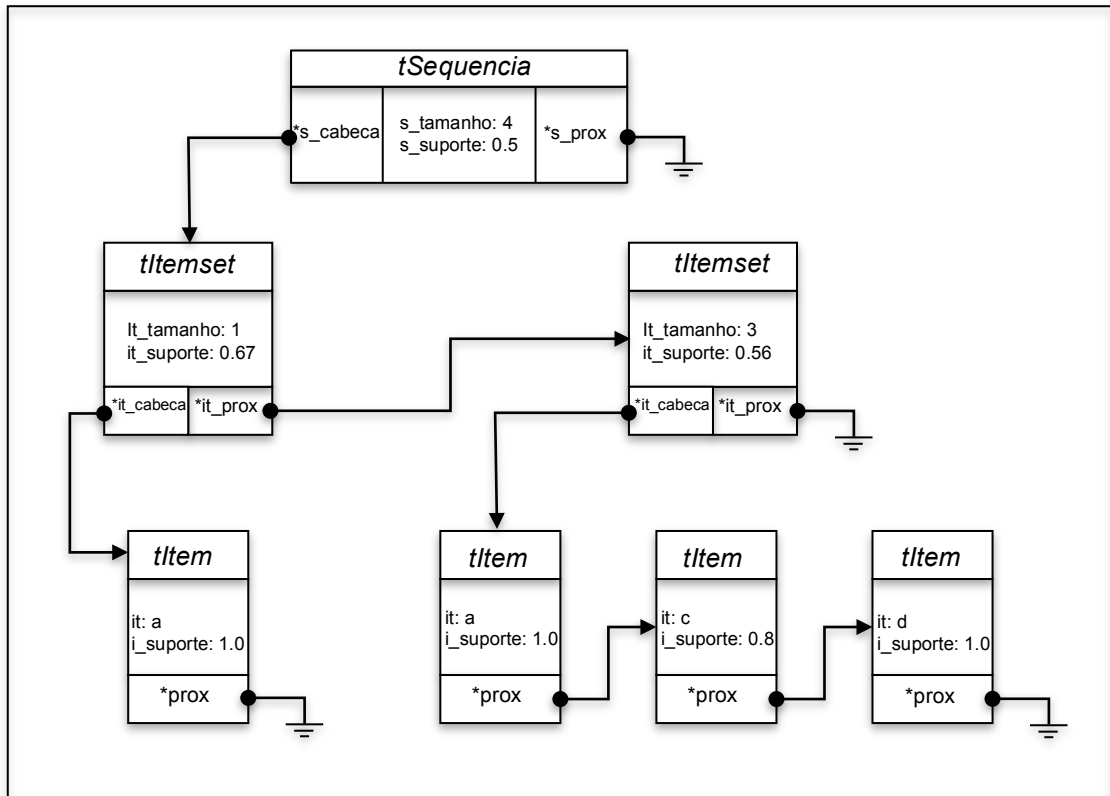 tSequencia
*s_cabeca
s_tamanho: 4
s_suporte: 0.5
*s_prox
tItemset
It_tamanho: 1
it_suporte: 0.67
*it_cabeca
*it_prox
tItemset
It_tamanho: 3
it_suporte: 0.56
*it_cabeca
*it_prox
tItem
it: a
i_suporte: 1.0
*prox
tItem
it: a
i_suporte: 1.0
*prox
tItem
it: c
i_suporte: 0.8
*prox
tItem
it: d
i_suporte: 1.0
*prox